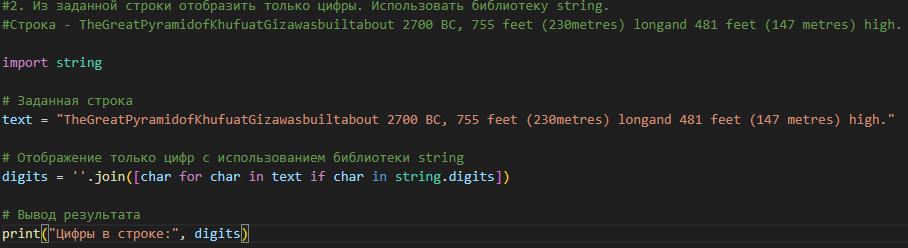 #2. Из заданной строки отобразить только цифры. Использовать библиотеку string.
#Строка - TheGreatPyramidofKhufuatGizawasbuiltabout 2700 BC, 755 feet (230metres) longand 481 feet (147 metres) high.
import string
# Заданная строка
text = "TheGreatPyramidofKhufuatGizawasbuiltabout 2700 BC, 755 feet (230metres) longand 481 feet (147 metres) high."
# Отображение только цифр с использованием библиотеки string
digits = ''.join([char for char in text if char in string.digits])
# Вывод результата
print("Цифры в строке:", digits)